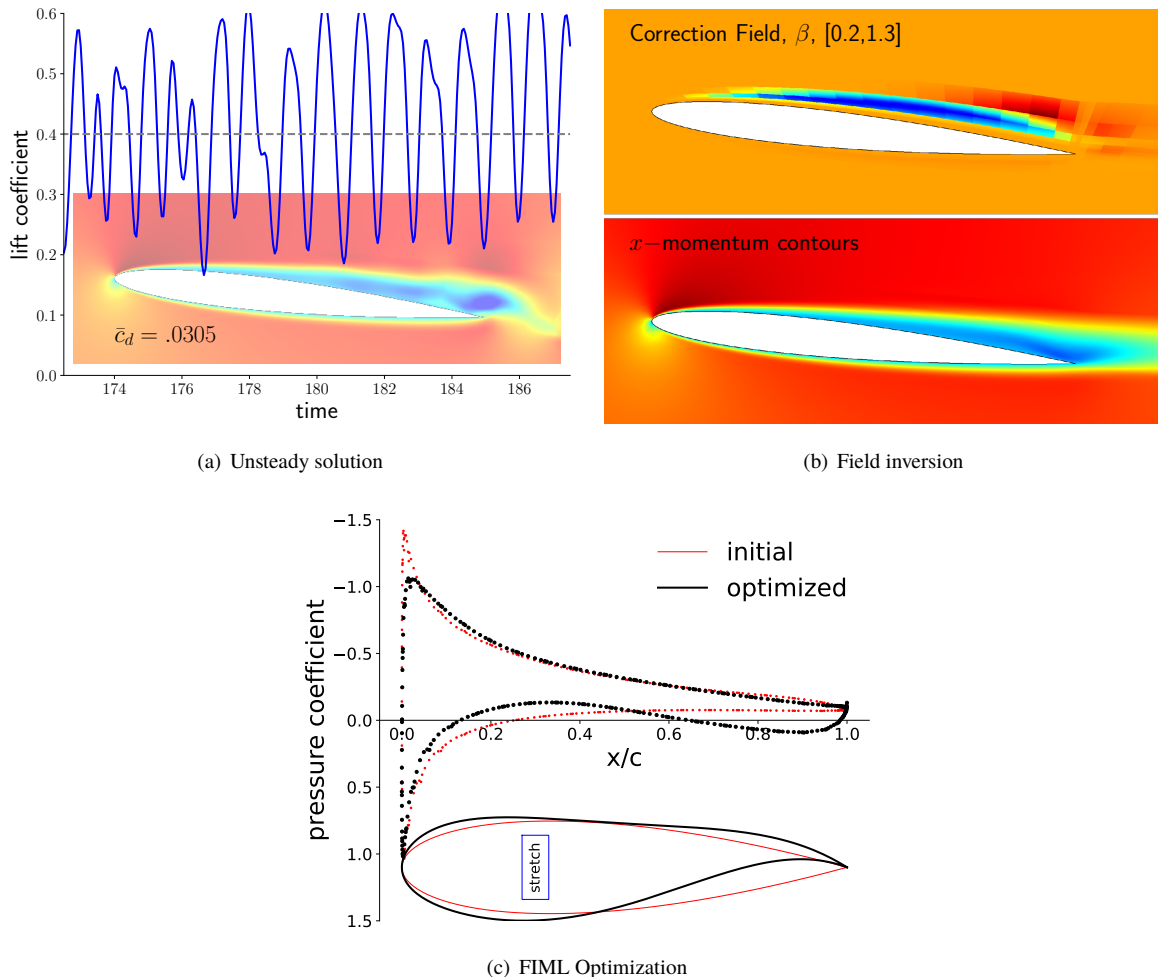 0.6
0.5
0.4
0.3
0.2
0.1
0.0
lift coefficient
c̄_d = .0305
174 176 178 180 182 184 186
time
(a) Unsteady solution
Correction Field, β, [0.2,1.3]
x−momentum contours
(b) Field inversion
−1.5
−1.0
−0.5
0.0
0.5
1.0
1.5
pressure coefficient
initial
optimized
0.0 0.2 0.4 0.6 0.8 1.0
x/c
stretch
(c) FIML Optimization